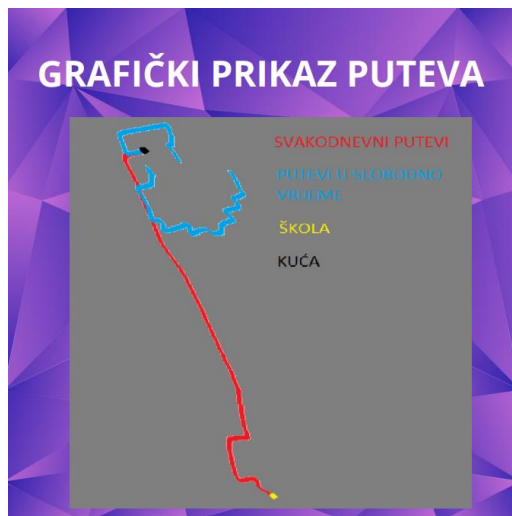 GRAFIČKI PRIKAZ PUTEVA
SVAKODNEVNI PUTEVI
PUTEVI U SLOBODNO
VRIJEME
ŠKOLA
KUĆA